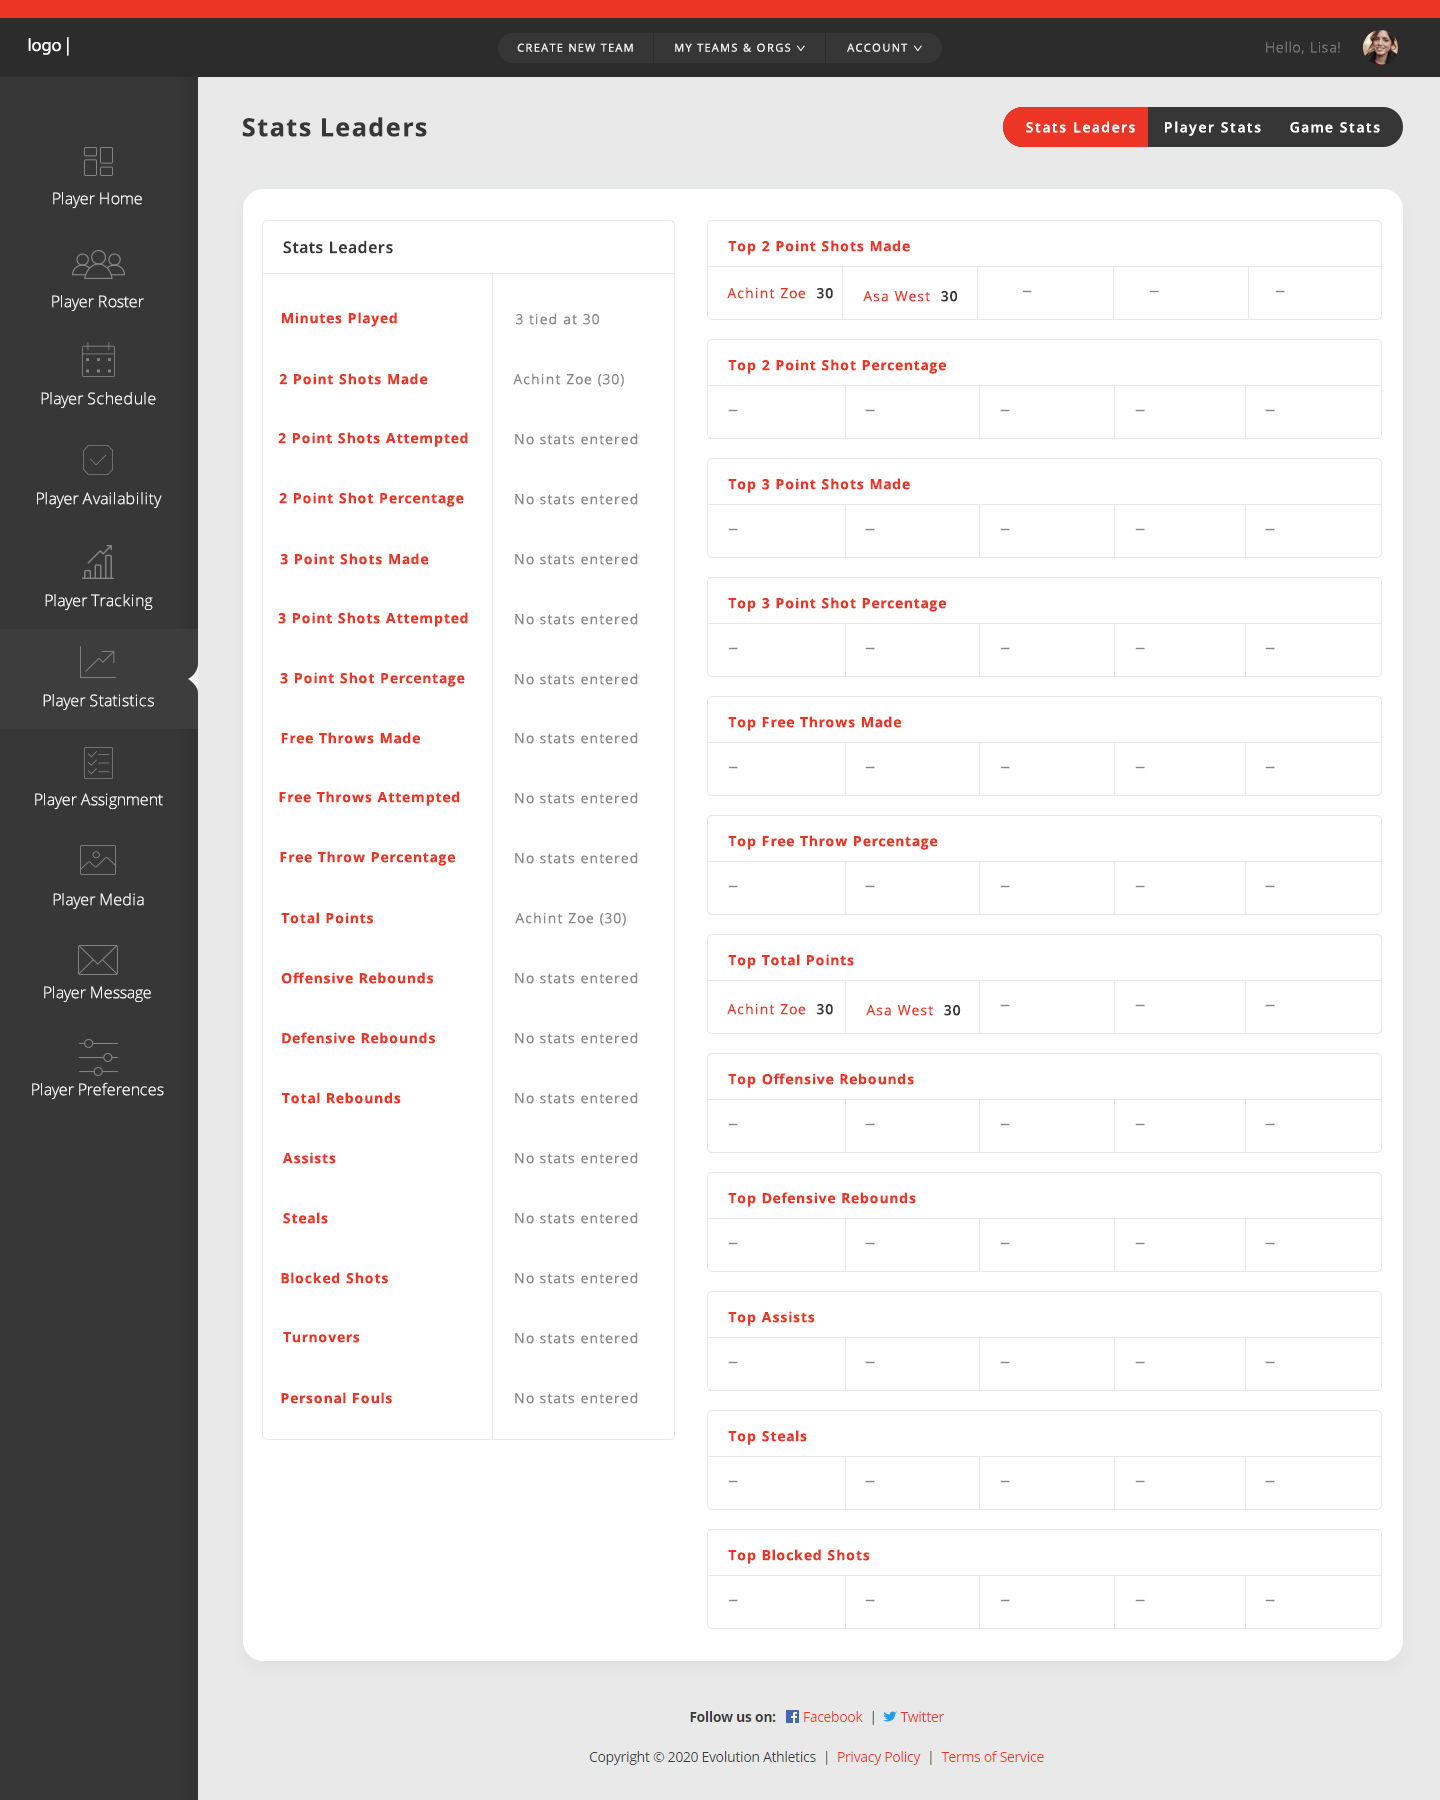 logo |
CREATE NEW TEAM
MY TEAMS & ORGS
ACCOUNT
Hello, Lisa!
Player Home
Player Roster
Player Schedule
Player Availability
Player Tracking
Player Statistics
Player Assignment
Player Media
Player Message
Player Preferences
Stats Leaders
Stats Leaders
Player Stats
Game Stats
Stats Leaders
Minutes Played 3 tied at 30
2 Point Shots Made Achint Zoe (30)
2 Point Shots Attempted No stats entered
2 Point Shot Percentage No stats entered
3 Point Shots Made No stats entered
3 Point Shots Attempted No stats entered
3 Point Shot Percentage No stats entered
Free Throws Made No stats entered
Free Throws Attempted No stats entered
Free Throw Percentage No stats entered
Total Points Achint Zoe (30)
Offensive Rebounds No stats entered
Defensive Rebounds No stats entered
Total Rebounds No stats entered
Assists No stats entered
Steals No stats entered
Blocked Shots No stats entered
Turnovers No stats entered
Personal Fouls No stats entered
Top 2 Point Shots Made
Achint Zoe 30 Asa West 30 – – –
Top 2 Point Shot Percentage
– – – – –
Top 3 Point Shots Made
– – – – –
Top 3 Point Shot Percentage
– – – – –
Top Free Throws Made
– – – – –
Top Free Throw Percentage
– – – – –
Top Total Points
Achint Zoe 30 Asa West 30 – – –
Top Offensive Rebounds
– – – – –
Top Defensive Rebounds
– – – – –
Top Assists
– – – – –
Top Steals
– – – – –
Top Blocked Shots
– – – – –
Follow us on: Facebook | Twitter
Copyright © 2020 Evolution Athletics | Privacy Policy | Terms of Service